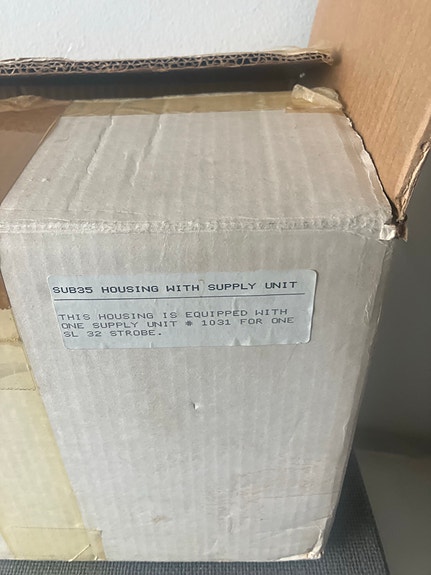 SUB35 HOUSING WITH SUPPLY UNIT
THIS HOUSING IS EQUIPPED WITH
ONE SUPPLY UNIT # 1031 FOR ONE
SL 32 STROBE.